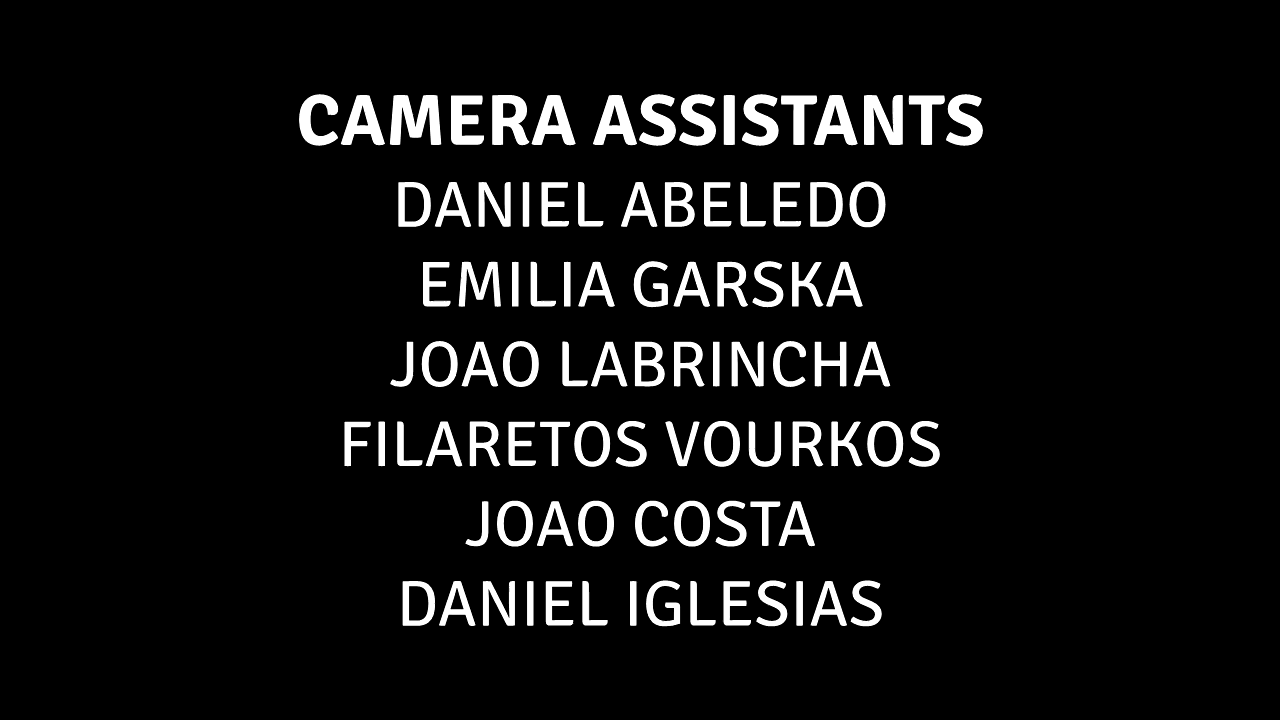 CAMERA ASSISTANTS
DANIEL ABELEDO
EMILIA GARSKA
JOAO LABRINCHA
FILARETOS VOURKOS
JOAO COSTA
DANIEL IGLESIAS